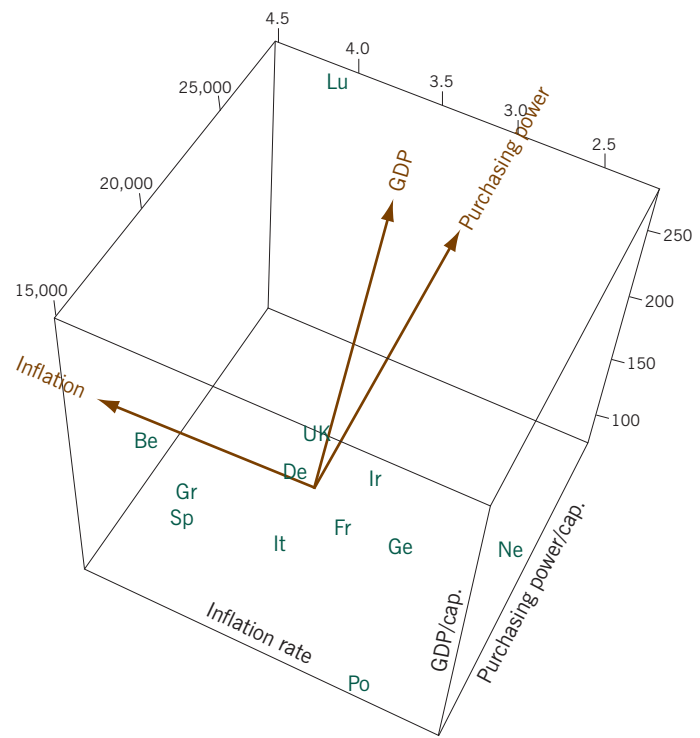 4.5
4.0
3.5
3.0
2.5
25,000
20,000
15,000
250
200
150
100
Lu
GDP
Purchasing power
Inflation
Be
UK
De
Ir
Gr
Sp
It
Fr
Ge
Ne
Po
Inflation rate
GDP/cap.
Purchasing power/cap.